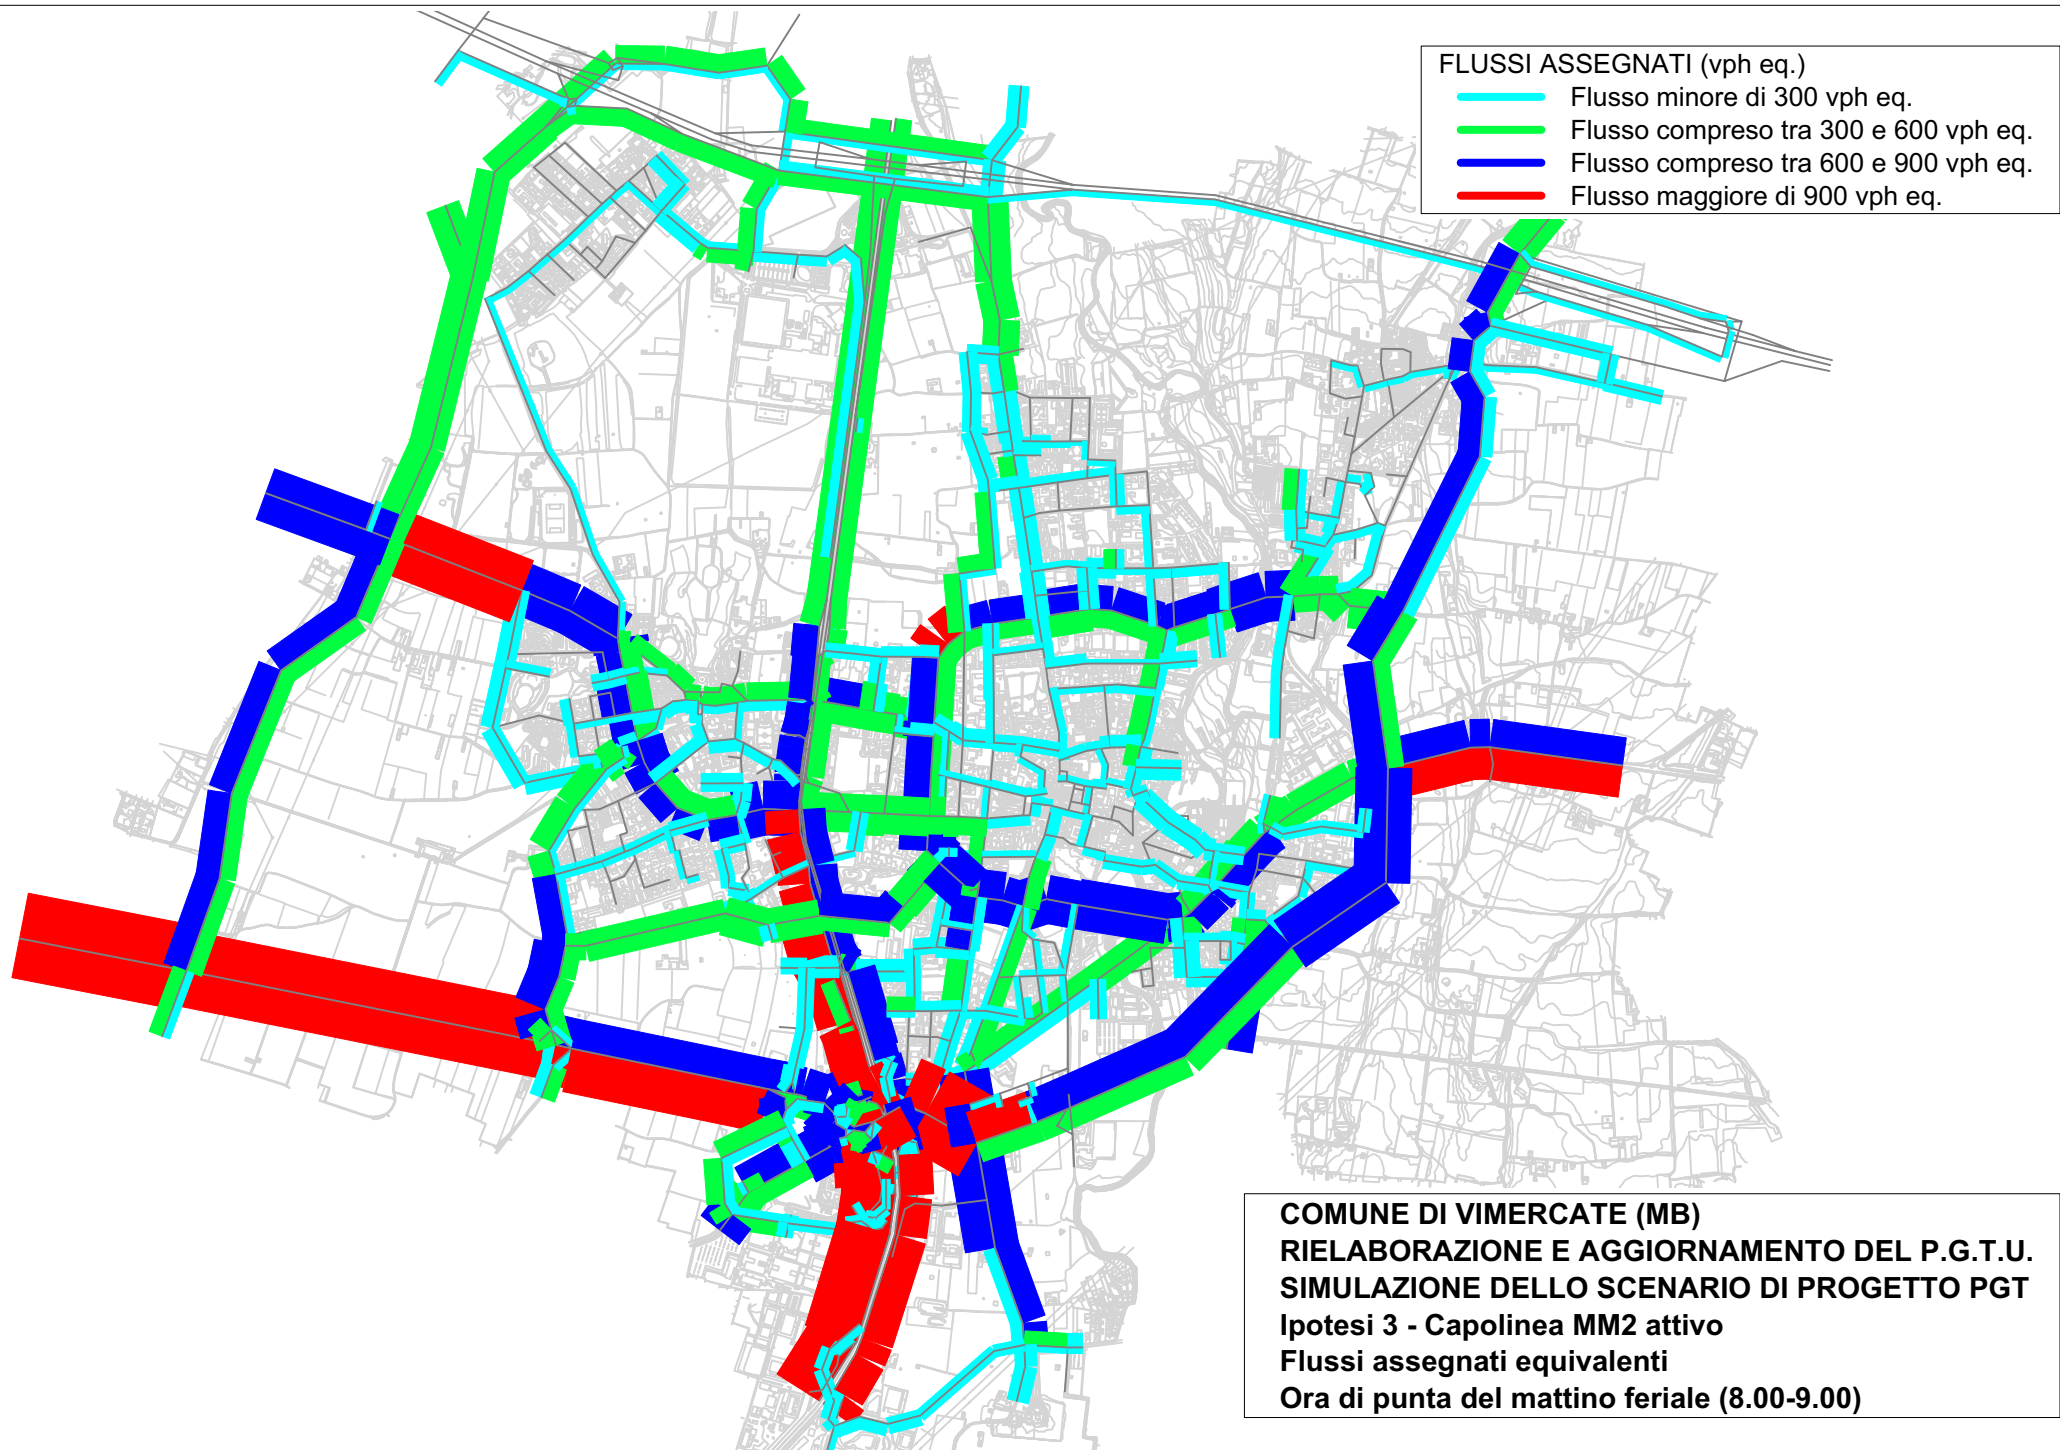 FLUSSI ASSEGNATI (vph eq.)
Flusso minore di 300 vph eq.
Flusso compreso tra 300 e 600 vph eq.
Flusso compreso tra 600 e 900 vph eq.
Flusso maggiore di 900 vph eq.
COMUNE DI VIMERCATE (MB)
RIELABORAZIONE E AGGIORNAMENTO DEL P.G.T.U.
SIMULAZIONE DELLO SCENARIO DI PROGETTO PGT
Ipotesi 3 - Capolinea MM2 attivo
Flussi assegnati equivalenti
Ora di punta del mattino feriale (8.00-9.00)